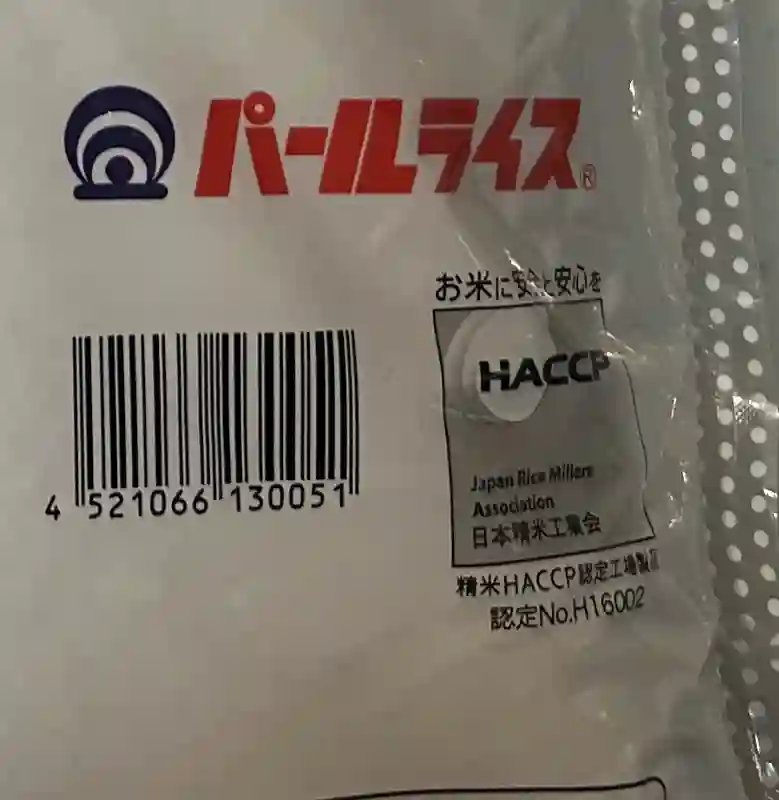 パールライス®
お米に安全と安心を
HACCP
Japan Rice Millers
Association
日本精米工業会
精米HACCP認定工場製品
認定No.H16002
4 521066 130051